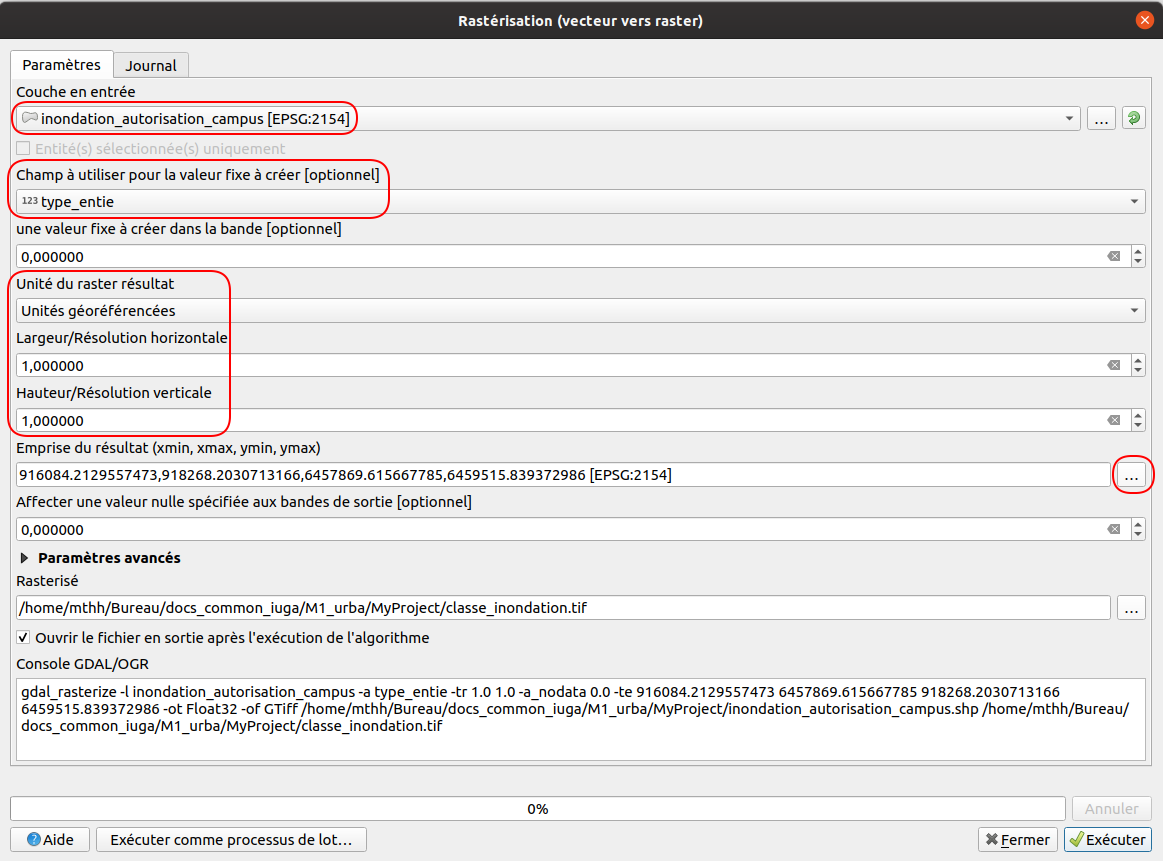 Rastérisation (vecteur vers raster)
Paramètres
Journal
Couche en entrée
inondation_autorisation_campus [EPSG:2154]
...
Entité(s) sélectionnée(s) uniquement
Champ à utiliser pour la valeur fixe à créer [optionnel]
123 type_entie
une valeur fixe à créer dans la bande [optionnel]
0,000000
Unité du raster résultat
Unités géoréférencées
Largeur/Résolution horizontale
1,000000
Hauteur/Résolution verticale
1,000000
Emprise du résultat (xmin, xmax, ymin, ymax)
916084.2129557473,918268.2030713166,6457869.615667785,6459515.839372986 [EPSG:2154]
...
Affecter une valeur nulle spécifiée aux bandes de sortie [optionnel]
0,000000
Paramètres avancés
Rasterisé
/home/mthh/Bureau/docs_common_iuga/M1_urba/MyProject/classe_inondation.tif
...
Ouvrir le fichier en sortie après l'exécution de l'algorithme
Console GDAL/OGR
gdal_rasterize -l inondation_autorisation_campus -a type_entie -tr 1.0 1.0 -a_nodata 0.0 -te 916084.2129557473 6457869.615667785 918268.2030713166
6459515.839372986 -ot Float32 -of GTiff /home/mthh/Bureau/docs_common_iuga/M1_urba/MyProject/inondation_autorisation_campus.shp /home/mthh/Bureau/
docs_common_iuga/M1_urba/MyProject/classe_inondation.tif
0%
Annuler
Aide
Exécuter comme processus de lot...
Fermer
Exécuter